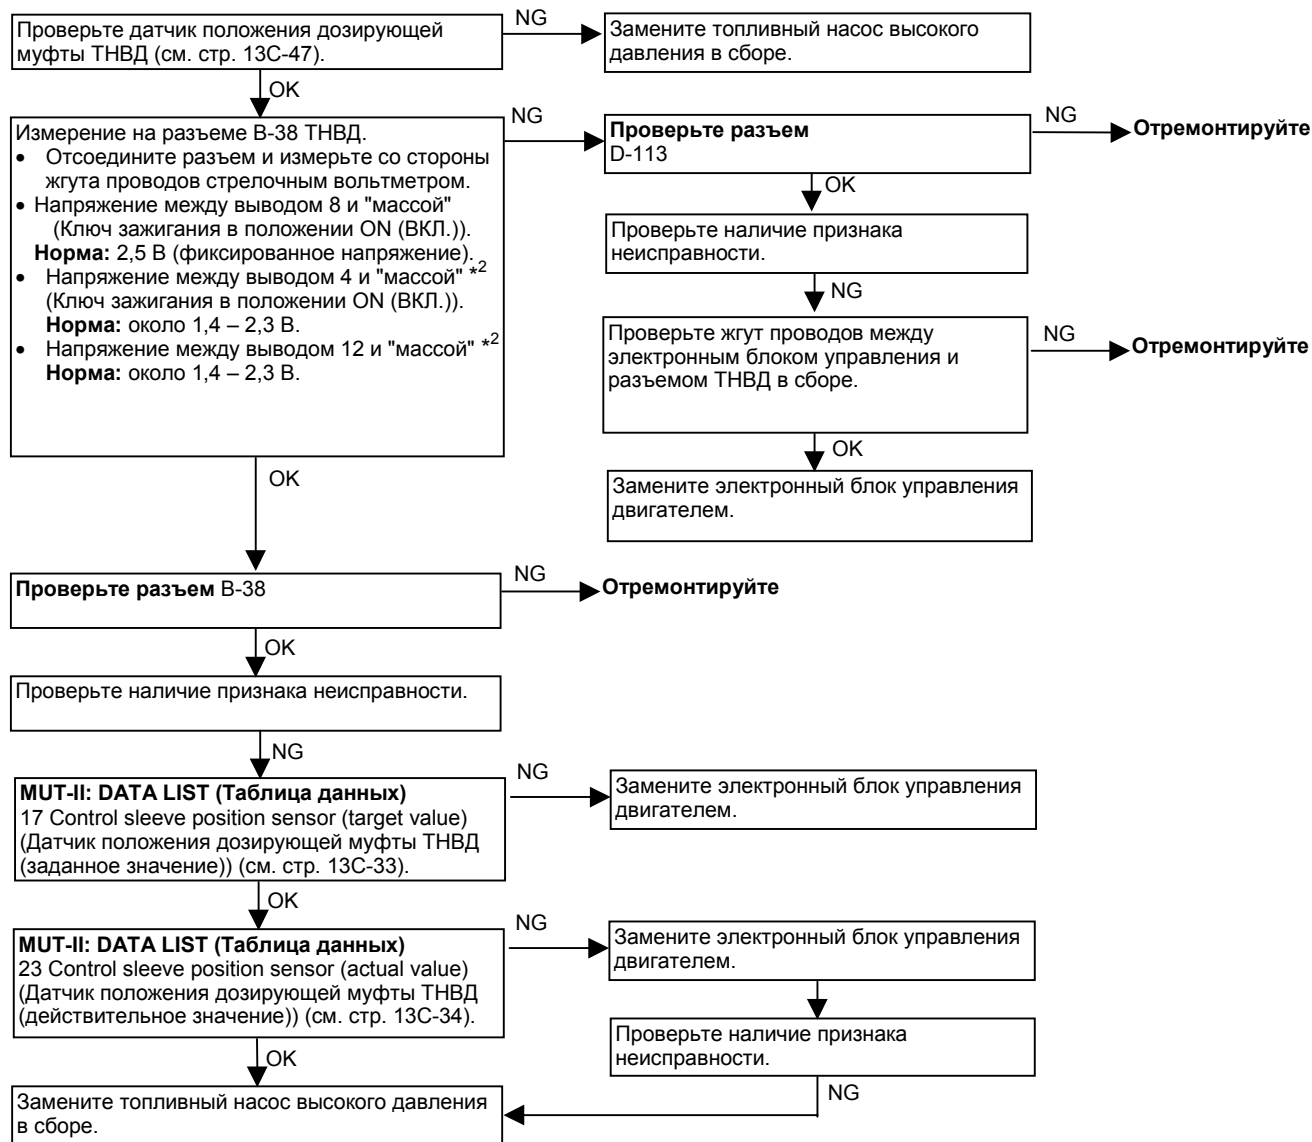 Проверьте датчик положения дозирующей
муфты ТНВД (см. стр. 13C-47).
NG
Замените топливный насос высокого
давления в сборе.
OK
Измерение на разъеме B-38 ТНВД.
• Отсоедините разъем и измерьте со стороны
жгута проводов стрелочным вольтметром.
• Напряжение между выводом 8 и "массой"
(Ключ зажигания в положении ON (ВКЛ.)).
Норма: 2,5 В (фиксированное напряжение).
• Напряжение между выводом 4 и "массой" *2
(Ключ зажигания в положении ON (ВКЛ.)).
Норма: около 1,4 – 2,3 В.
• Напряжение между выводом 12 и "массой" *2
Норма: около 1,4 – 2,3 В.
NG
Проверьте разъем
D-113
NG
Отремонтируйте
OK
Проверьте наличие признака
неисправности.
NG
Проверьте жгут проводов между
электронным блоком управления и
разъемом ТНВД в сборе.
NG
Отремонтируйте
OK
Замените электронный блок управления
двигателем.
OK
Проверьте разъем B-38
NG
Отремонтируйте
OK
Проверьте наличие признака неисправности.
NG
MUT-II: DATA LIST (Таблица данных)
17 Control sleeve position sensor (target value)
(Датчик положения дозирующей муфты ТНВД
(заданное значение)) (см. стр. 13C-33).
NG
Замените электронный блок управления
двигателем.
OK
MUT-II: DATA LIST (Таблица данных)
23 Control sleeve position sensor (actual value)
(Датчик положения дозирующей муфты ТНВД
(действительное значение)) (см. стр. 13C-34).
NG
Замените электронный блок управления
двигателем.
Проверьте наличие признака
неисправности.
OK
NG
Замените топливный насос высокого давления
в сборе.